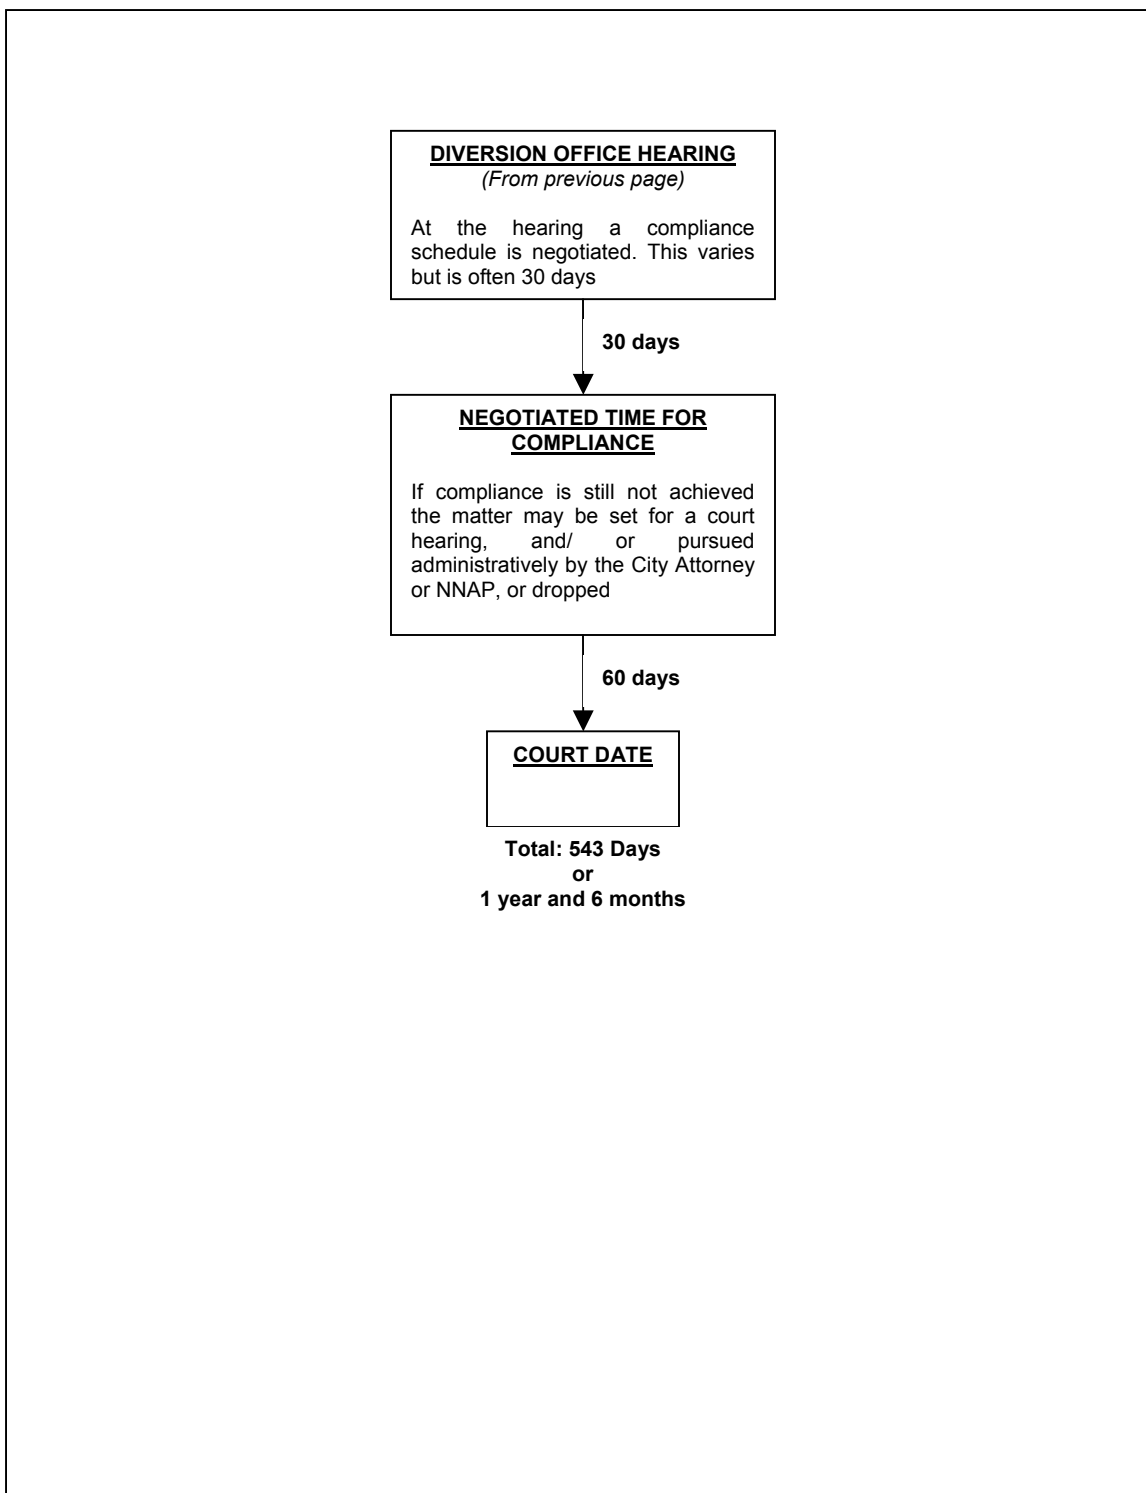 DIVERSION OFFICE HEARING
(From previous page)
At the hearing a compliance
schedule is negotiated. This varies
but is often 30 days
30 days
NEGOTIATED TIME FOR
COMPLIANCE
If compliance is still not achieved
the matter may be set for a court
hearing, and/ or pursued
administratively by the City Attorney
or NNAP, or dropped
60 days
COURT DATE
Total: 543 Days
or
1 year and 6 months